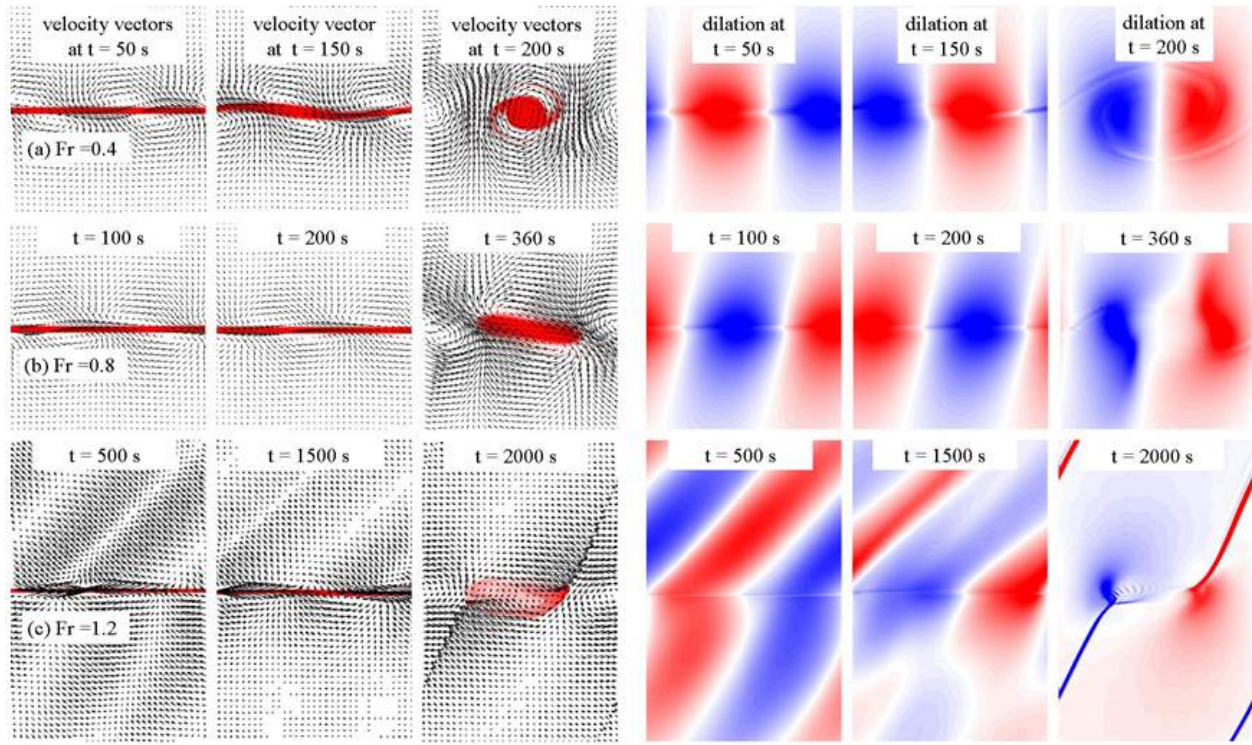 velocity vectors
at t = 50 s
velocity vector
at t = 150 s
velocity vectors
at t = 200 s
dilation at
t = 50 s
dilation at
t = 150 s
dilation at
t = 200 s
(a) Fr =0.4
t = 100 s
t = 200 s
t = 360 s
t = 100 s
t = 200 s
t = 360 s
(b) Fr =0.8
t = 500 s
t = 1500 s
t = 2000 s
t = 500 s
t = 1500 s
t = 2000 s
(c) Fr =1.2